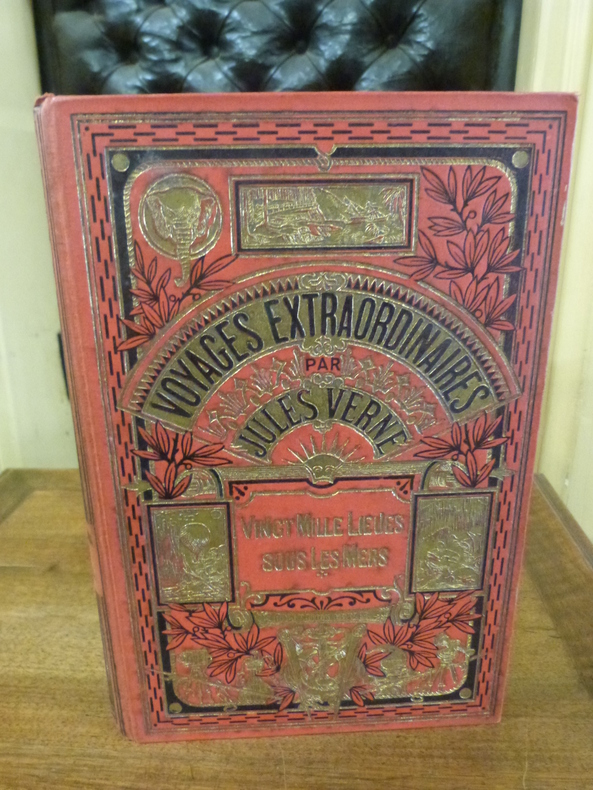 VOYAGES EXTRAORDINAIRES
PAR
JULES VERNE
VINGT MILLE LIEUES
SOUS LES MERS